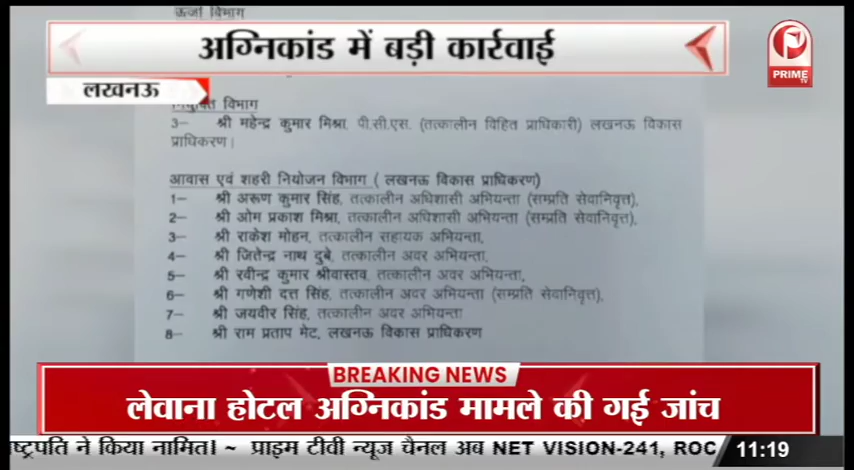 ऊर्जा विभाग
अग्निकांड में बड़ी कार्रवाई
PRIME
TV
लखनऊ
नियुक्ति विभाग
3– श्री महेन्द्र कुमार मिश्रा, पी.सी.एस. (तत्कालीन विहित प्राधिकारी) लखनऊ विकास
प्राधिकरण।
आवास एवं शहरी नियोजन विभाग ( लखनऊ विकास प्राधिकरण)
1– श्री अरूण कुमार सिंह, तत्कालीन अधिशासी अभियन्ता (सम्प्रति सेवानिवृत्त),
2– श्री ओम प्रकाश मिश्रा, तत्कालीन अधिशासी अभियन्ता (सम्प्रति सेवानिवृत्त),
3– श्री राकेश मोहन, तत्कालीन सहायक अभियन्ता,
4– श्री जितेन्द्र नाथ दुबे, तत्कालीन अवर अभियन्ता,
5– श्री रवीन्द्र कुमार श्रीवास्तव, तत्कालीन अवर अभियन्ता,
6– श्री गणेशी दत्त सिंह, तत्कालीन अवर अभियन्ता (सम्प्रति सेवानिवृत्त),
7– श्री जयवीर सिंह, तत्कालीन अवर अभियन्ता
8– श्री राम प्रताप मेट, लखनऊ विकास प्राधिकरण
BREAKING NEWS
लेवाना होटल अग्निकांड मामले की गई जांच
ष्ट्रपति ने किया नामित। ~ प्राइम टीवी न्यूज चैनल अब NET VISION-241, ROC
11:19